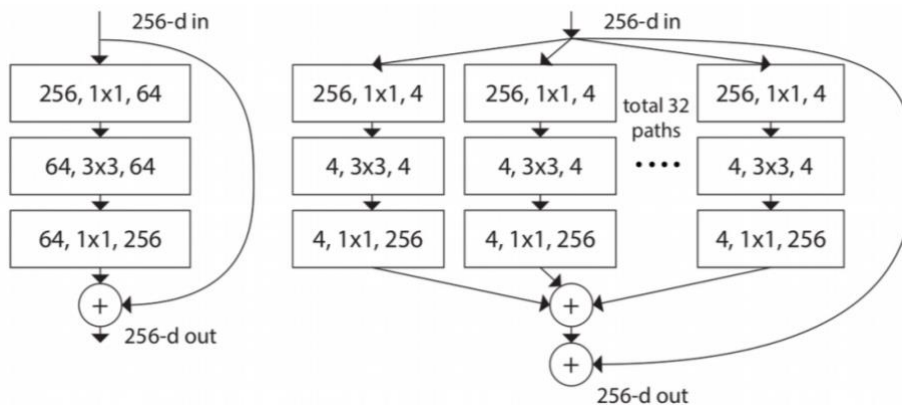 256-d in
256, 1x1, 64
64, 3x3, 64
64, 1x1, 256
+
256-d out
256-d in
256, 1x1, 4
256, 1x1, 4
total 32
paths
256, 1x1, 4
4, 3x3, 4
4, 3x3, 4
....
4, 3x3, 4
4, 1x1, 256
4, 1x1, 256
4, 1x1, 256
+
+
256-d out